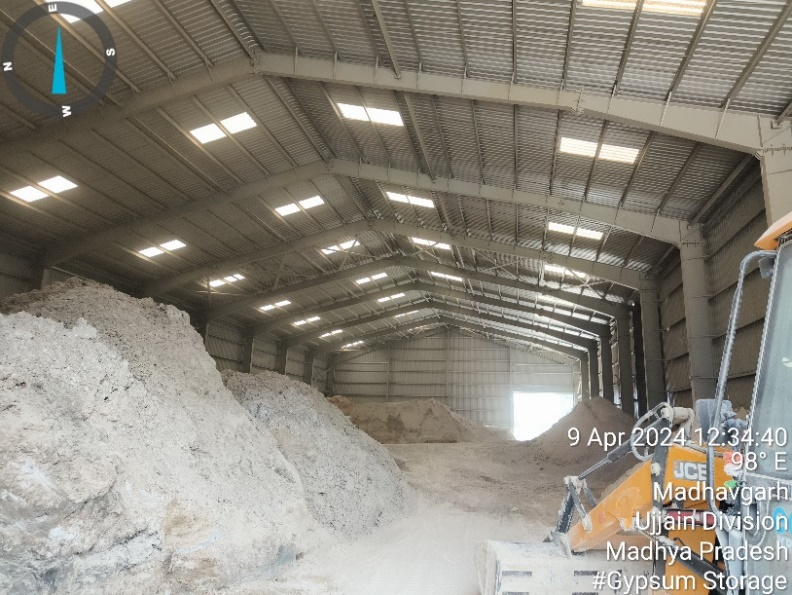 E
N
S
W
9 Apr 2024 12:34:40
98° E
Madhavgarh
Ujjain Division
Madhya Pradesh
#Gypsum Storage
JCB